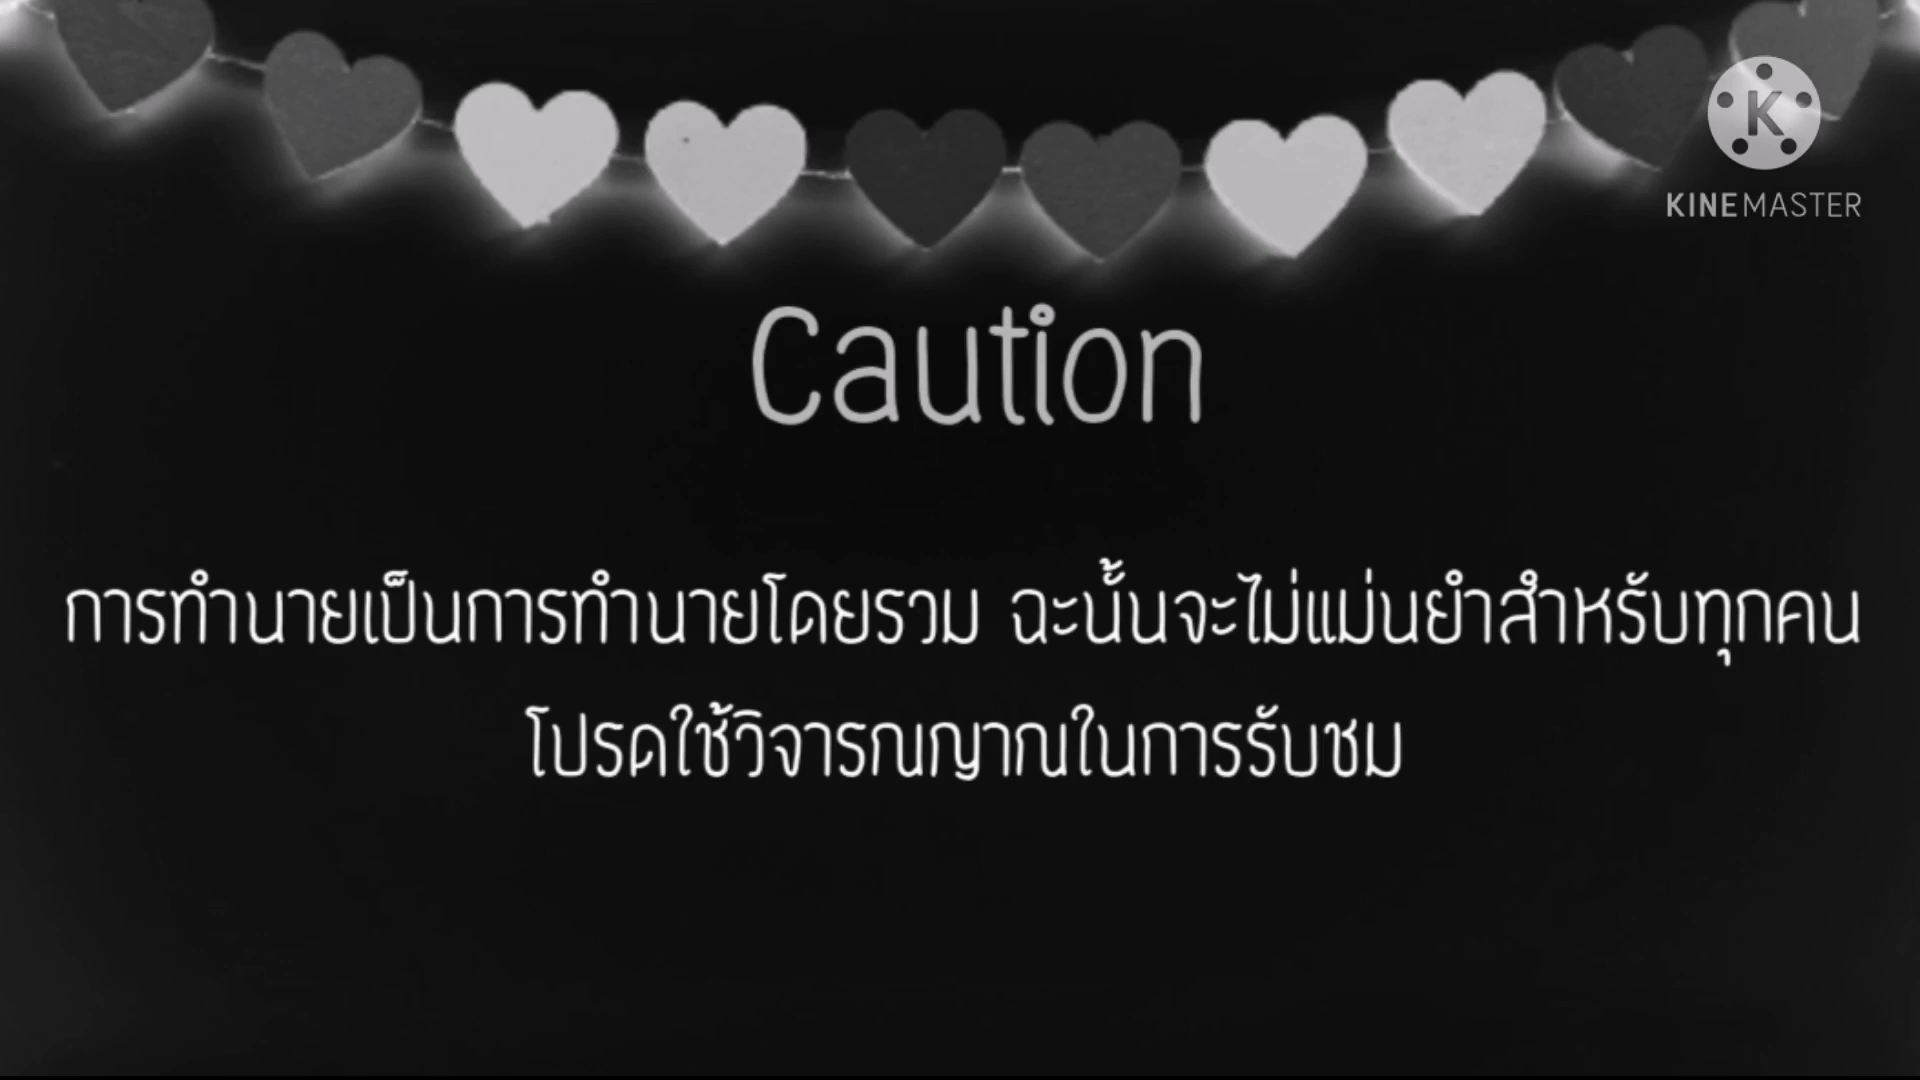 K
KINEMASTER
Caution
การทำนายเป็นการทำนายโดยรวม ฉะนั้นจะไม่แม่นยำสำหรับทุกคน
โปรดใช้วิจารณญาณในการรับชม